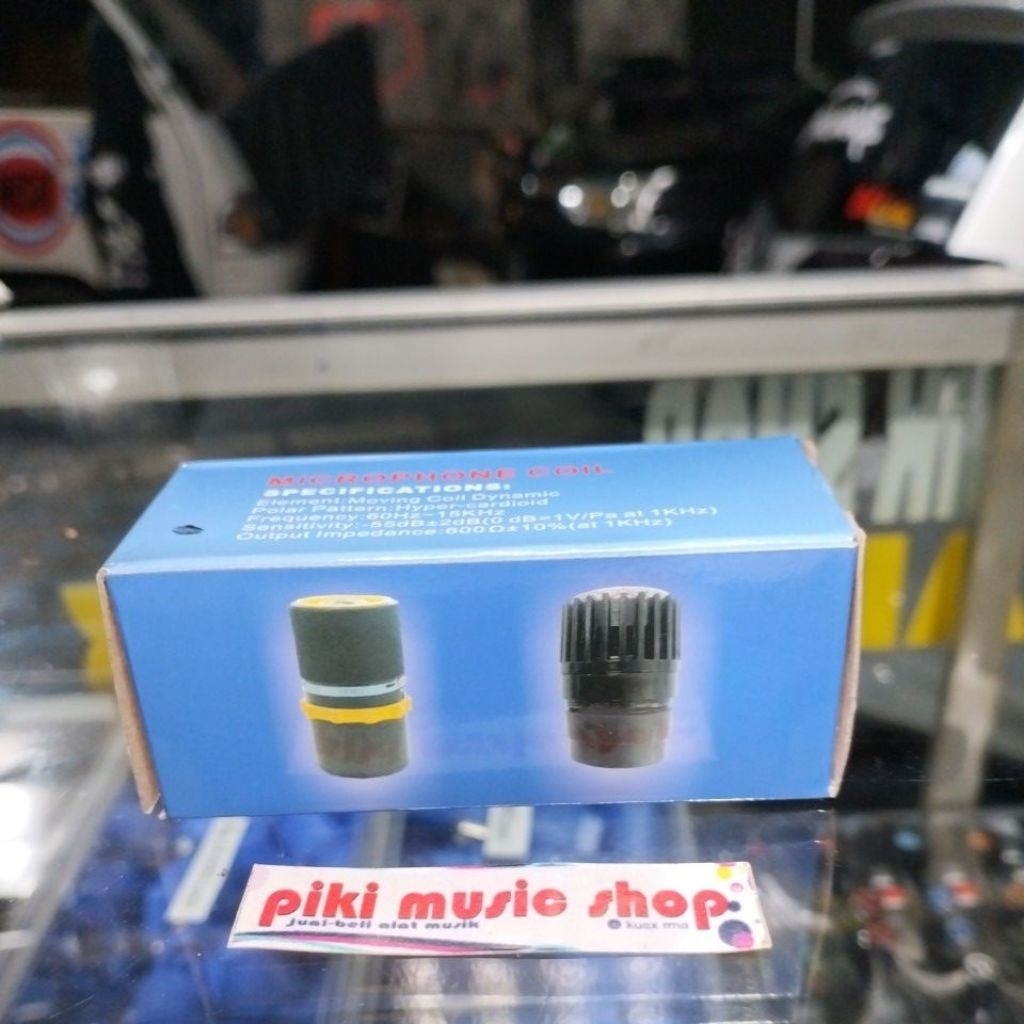 MICROPHONE COIL
SPECIFICATIONS:
Element:Moving Coil Dynamic
Polar Pattern:Hyper-cardioid
Frequency:60Hz-15KHz
Sensitivity:-55dB±2dB(0 dB=1V/Pa at 1KHz)
Output Impedance:600Ω±10%(at 1KHz)
piki music shop
jual-beli alat musik